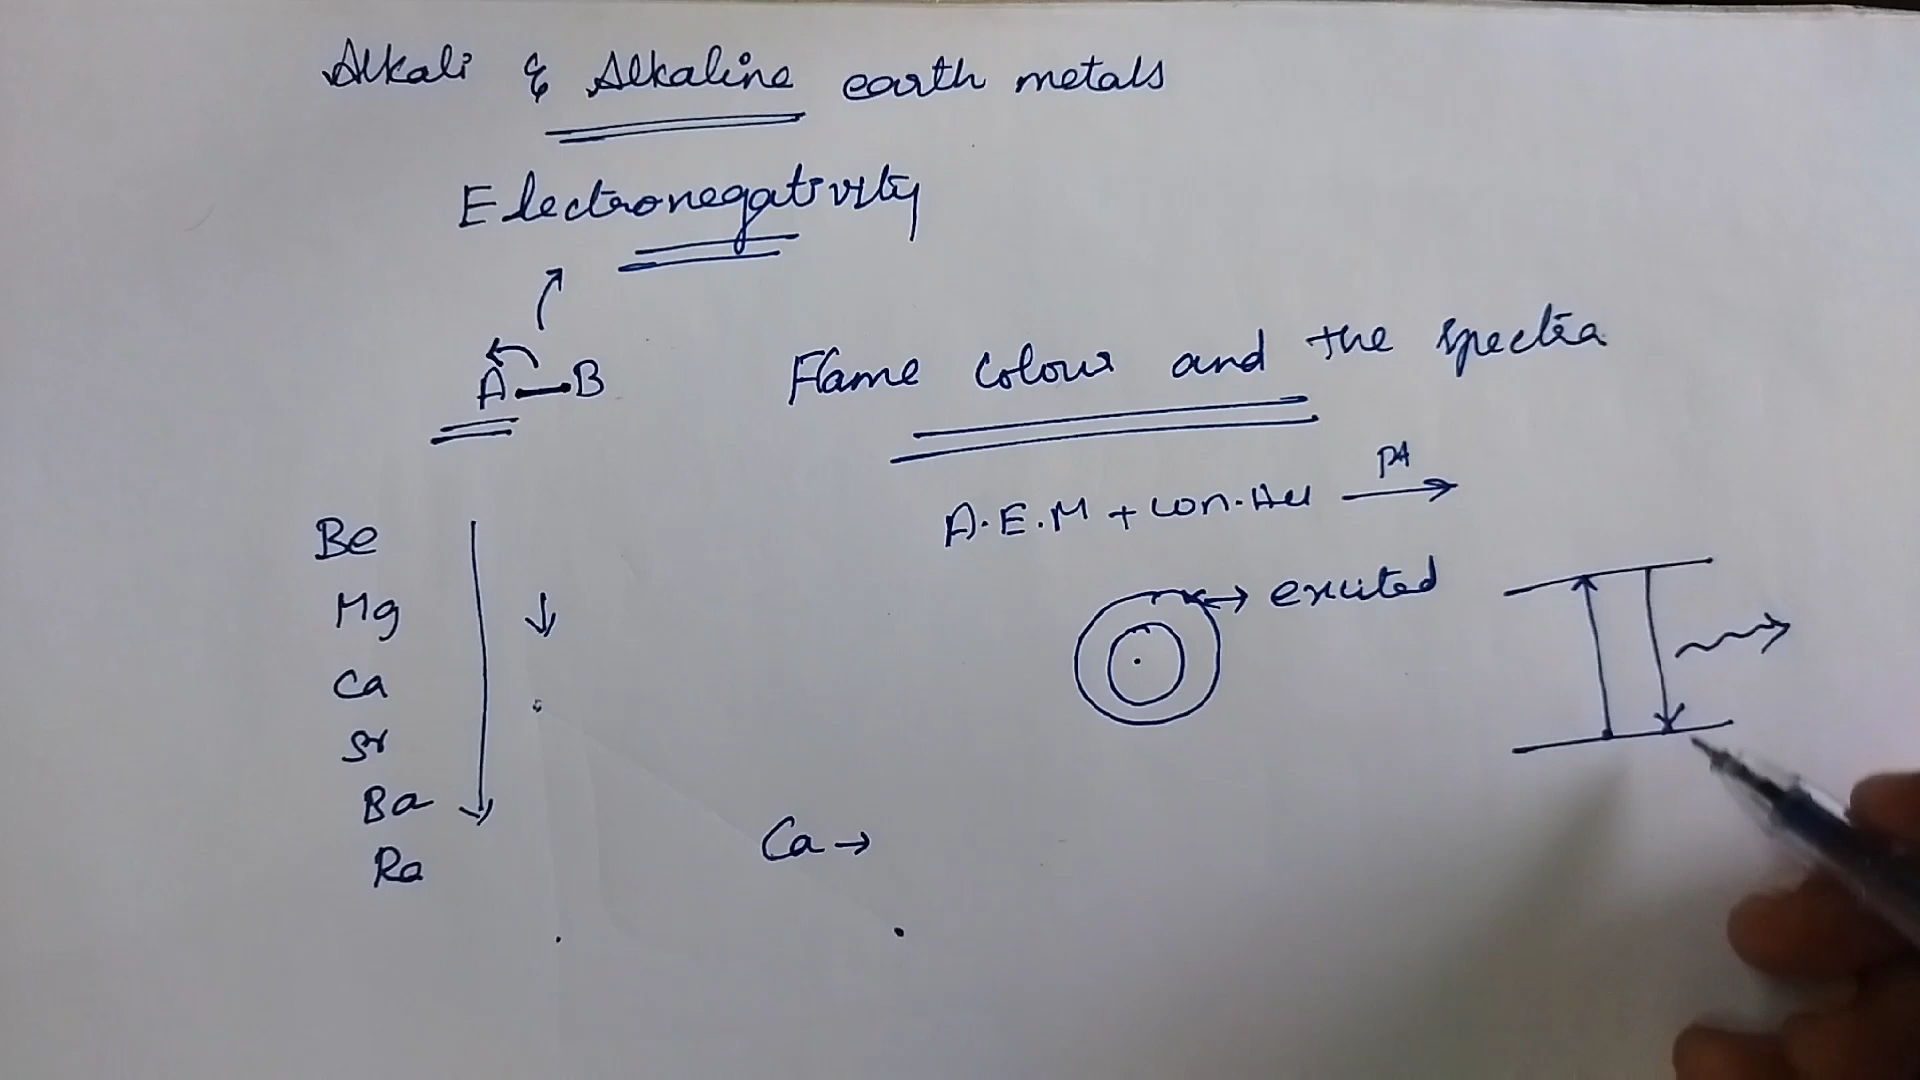 Alkali & Alkaline earth metals
Electronegativity
A—B
Flame colour and the spectra
A.E.M + con.Hcl
Be
Mg
Ca
Sr
Ba
Ra
excited
Ca →